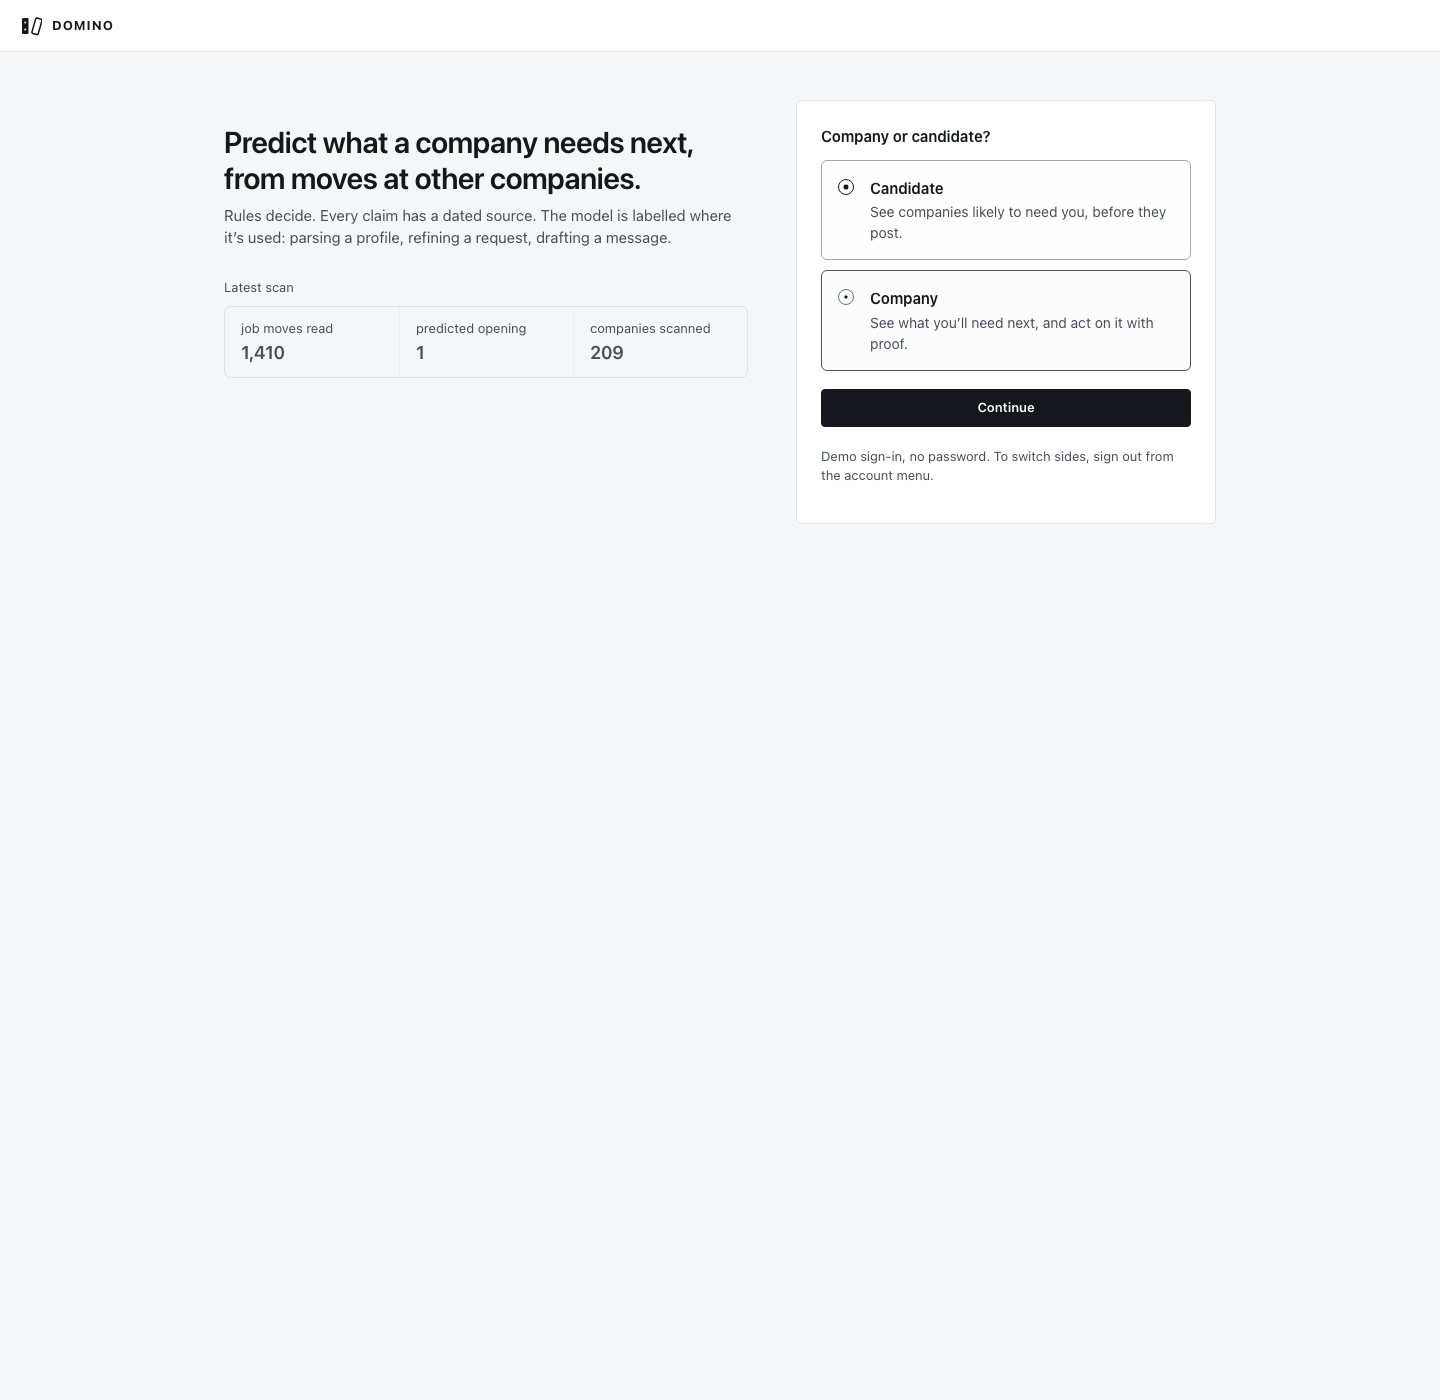 DOMINO
Predict what a company needs next,
from moves at other companies.
Rules decide. Every claim has a dated source. The model is labelled where
it’s used: parsing a profile, refining a request, drafting a message.
Latest scan
job moves read
1,410
predicted opening
1
companies scanned
209
Company or candidate?
Candidate
See companies likely to need you, before they
post.
Company
See what you’ll need next, and act on it with
proof.
Continue
Demo sign-in, no password. To switch sides, sign out from
the account menu.